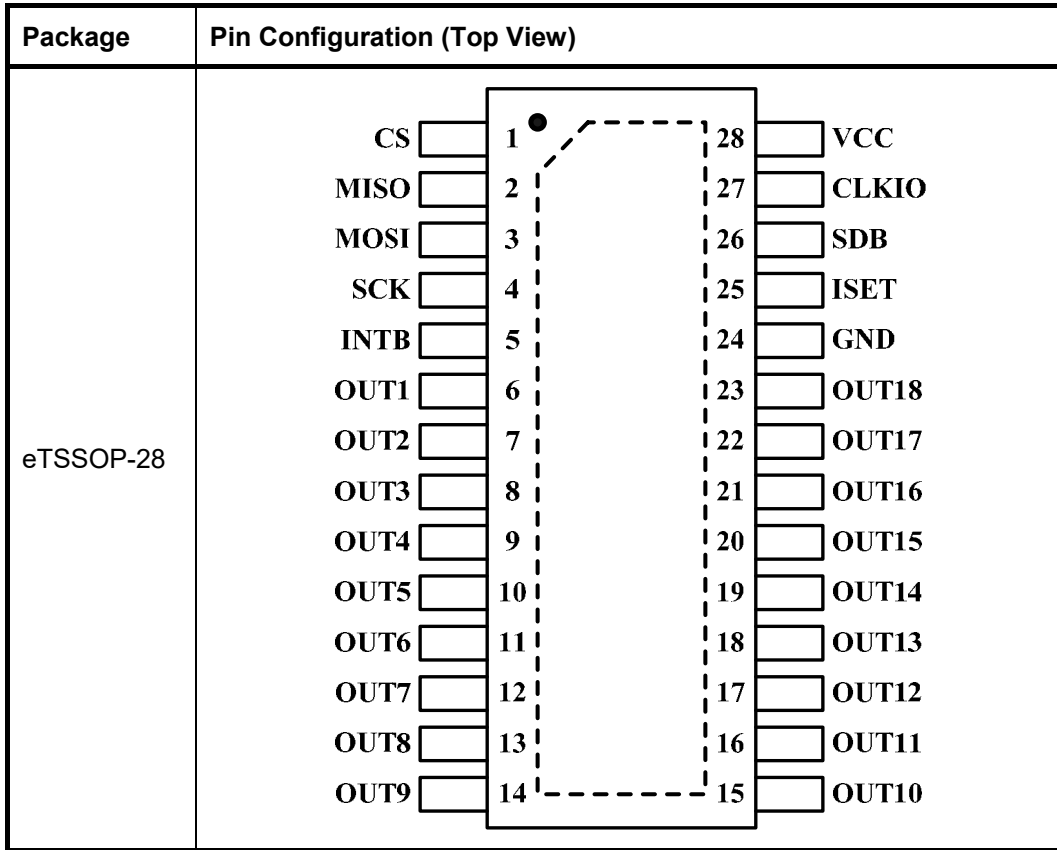 Package Pin Configuration (Top View)
eTSSOP-28
CS 1 28 VCC
MISO 2 27 CLKIO
MOSI 3 26 SDB
SCK 4 25 ISET
INTB 5 24 GND
OUT1 6 23 OUT18
OUT2 7 22 OUT17
OUT3 8 21 OUT16
OUT4 9 20 OUT15
OUT5 10 19 OUT14
OUT6 11 18 OUT13
OUT7 12 17 OUT12
OUT8 13 16 OUT11
OUT9 14 15 OUT10